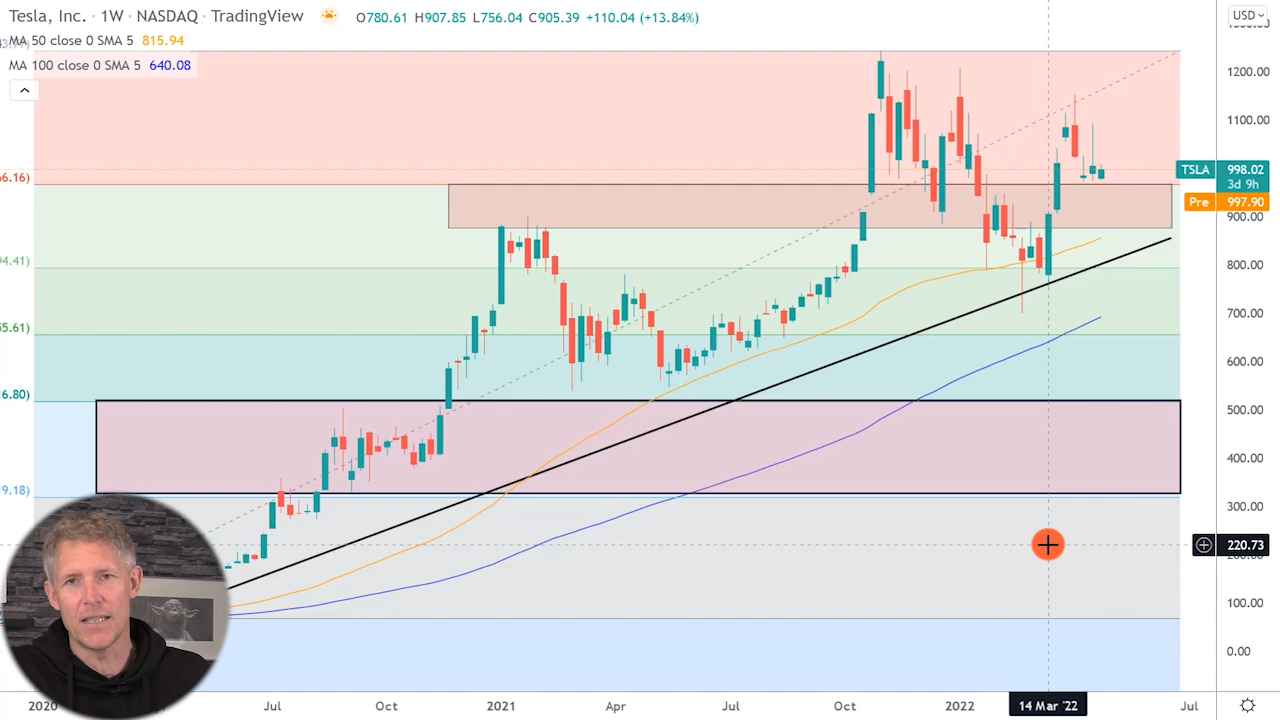 Tesla, Inc. · 1W · NASDAQ · TradingView O780.61 H907.85 L756.04 C905.39 +110.04 (+13.84%)
MA 50 close 0 SMA 5 815.94
MA 100 close 0 SMA 5 640.08
USD
1200.00
1100.00
TSLA 998.02
3d 9h
66.16)
Pre 997.90
900.00
94.41)
800.00
55.61)
700.00
600.00
6.80)
500.00
400.00
9.18)
300.00
220.73
100.00
0.00
2020 Jul Oct 2021 Apr Jul Oct 2022 14 Mar '22 Jul